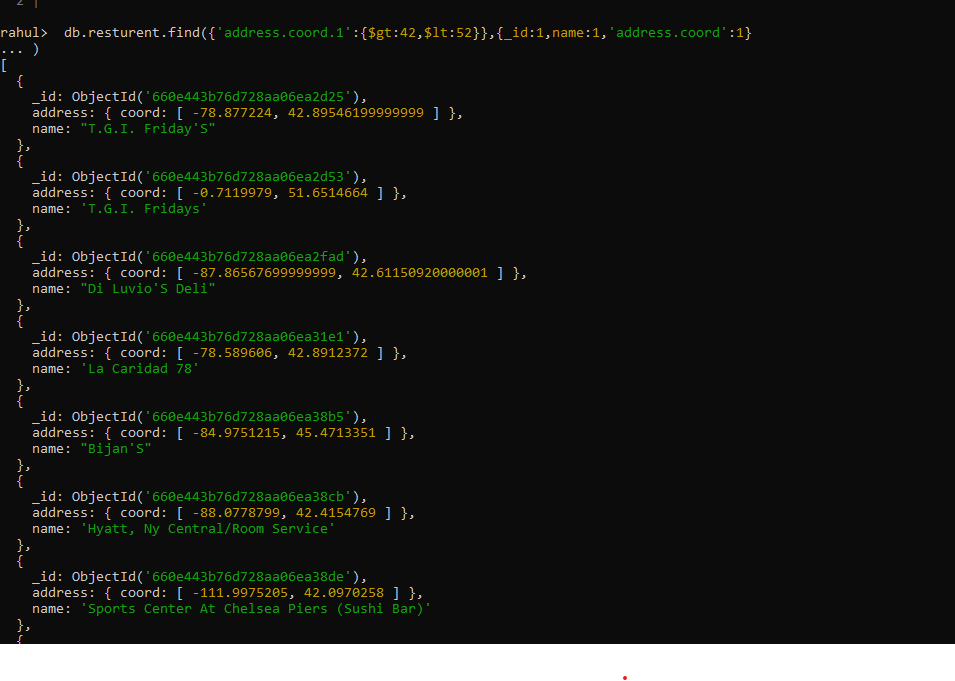 2 |
rahul>  db.resturent.find({'address.coord.1':{$gt:42,$lt:52}},{_id:1,name:1,'address.coord':1}
... )
[
  {
    _id: ObjectId('660e443b76d728aa06ea2d25'),
    address: { coord: [ -78.877224, 42.89546199999999 ] },
    name: "T.G.I. Friday'S"
  },
  {
    _id: ObjectId('660e443b76d728aa06ea2d53'),
    address: { coord: [ -0.7119979, 51.6514664 ] },
    name: 'T.G.I. Fridays'
  },
  {
    _id: ObjectId('660e443b76d728aa06ea2fad'),
    address: { coord: [ -87.86567699999999, 42.61150920000001 ] },
    name: "Di Luvio'S Deli"
  },
  {
    _id: ObjectId('660e443b76d728aa06ea31e1'),
    address: { coord: [ -78.589606, 42.8912372 ] },
    name: 'La Caridad 78'
  },
  {
    _id: ObjectId('660e443b76d728aa06ea38b5'),
    address: { coord: [ -84.9751215, 45.4713351 ] },
    name: "Bijan'S"
  },
  {
    _id: ObjectId('660e443b76d728aa06ea38cb'),
    address: { coord: [ -88.0778799, 42.4154769 ] },
    name: 'Hyatt, Ny Central/Room Service'
  },
  {
    _id: ObjectId('660e443b76d728aa06ea38de'),
    address: { coord: [ -111.9975205, 42.0970258 ] },
    name: 'Sports Center At Chelsea Piers (Sushi Bar)'
  },
  {